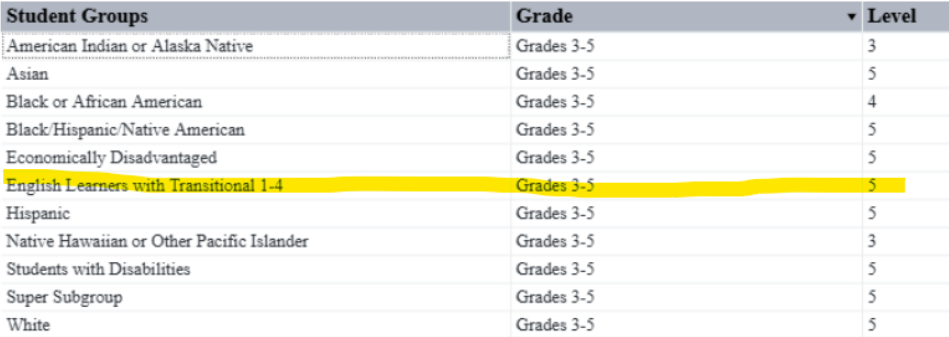 Student Groups Grade Level
American Indian or Alaska Native Grades 3-5 3
Asian Grades 3-5 5
Black or African American Grades 3-5 4
Black/Hispanic/Native American Grades 3-5 5
Economically Disadvantaged Grades 3-5 5
English Learners with Transitional 1-4 Grades 3-5 5
Hispanic Grades 3-5 5
Native Hawaiian or Other Pacific Islander Grades 3-5 3
Students with Disabilities Grades 3-5 5
Super Subgroup Grades 3-5 5
White Grades 3-5 5